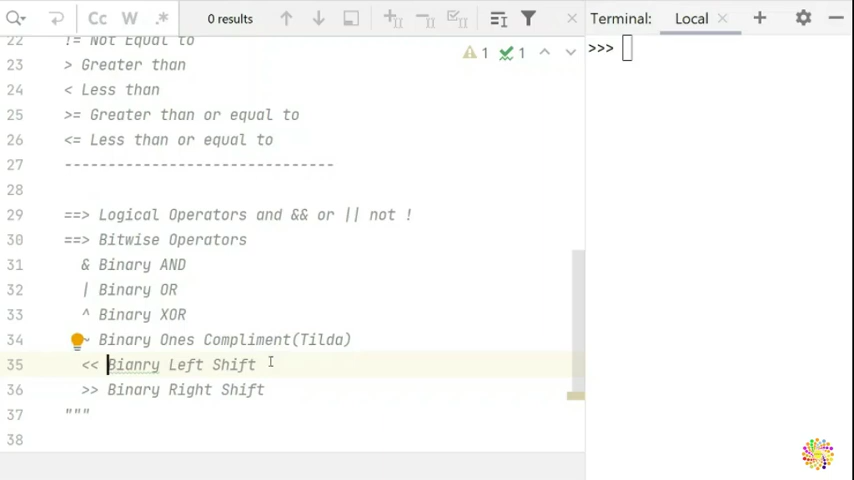 Cc W .* 0 results
Terminal: Local
22 != Not Equal to
23 > Greater than
24 < Less than
25 >= Greater than or equal to
26 <= Less than or equal to
27 -------------------------------
28
29 ==> Logical Operators and && or || not !
30 ==> Bitwise Operators
31 & Binary AND
32 | Binary OR
33 ^ Binary XOR
34 ~ Binary Ones Compliment(Tilda)
35 << Bianry Left Shift
36 >> Binary Right Shift
37 """
38
1 1
>>>